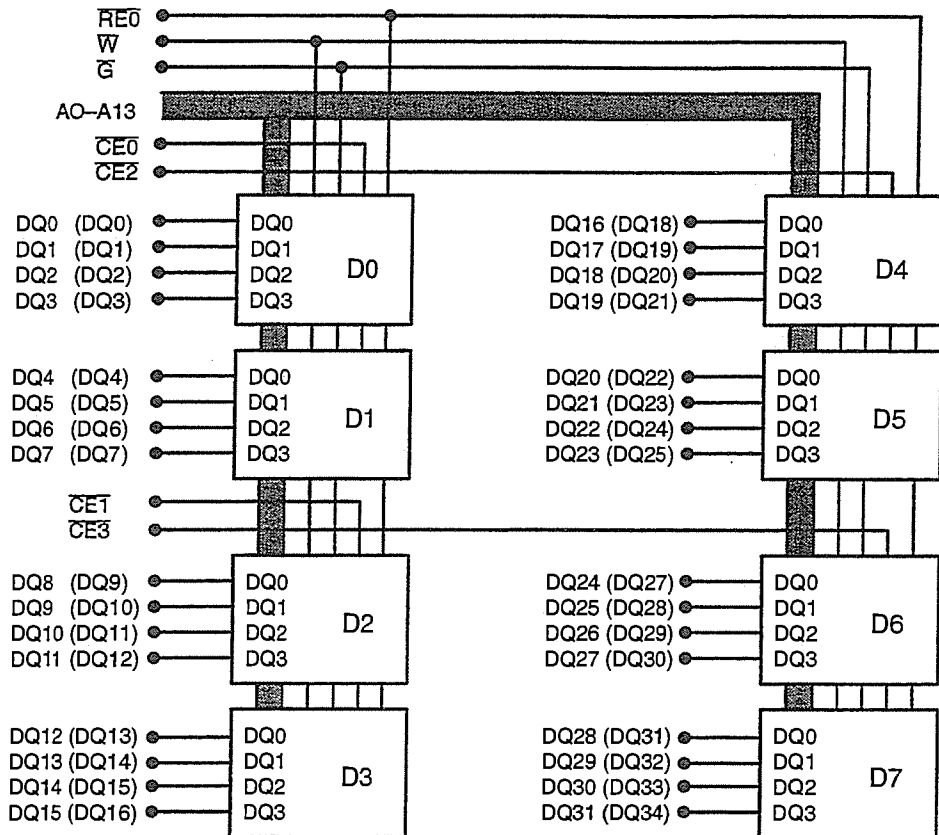 R̅E̅0̅
W̅
G̅
AO–A13
C̅E̅0̅
C̅E̅2̅
DQ0 (DQ0)
DQ1 (DQ1)
DQ2 (DQ2)
DQ3 (DQ3)
DQ0
DQ1
DQ2
DQ3
D0
DQ16 (DQ18)
DQ17 (DQ19)
DQ18 (DQ20)
DQ19 (DQ21)
DQ0
DQ1
DQ2
DQ3
D4
DQ4 (DQ4)
DQ5 (DQ5)
DQ6 (DQ6)
DQ7 (DQ7)
DQ0
DQ1
DQ2
DQ3
D1
DQ20 (DQ22)
DQ21 (DQ23)
DQ22 (DQ24)
DQ23 (DQ25)
DQ0
DQ1
DQ2
DQ3
D5
C̅E̅1̅
C̅E̅3̅
DQ8 (DQ9)
DQ9 (DQ10)
DQ10 (DQ11)
DQ11 (DQ12)
DQ0
DQ1
DQ2
DQ3
D2
DQ24 (DQ27)
DQ25 (DQ28)
DQ26 (DQ29)
DQ27 (DQ30)
DQ0
DQ1
DQ2
DQ3
D6
DQ12 (DQ13)
DQ13 (DQ14)
DQ14 (DQ15)
DQ15 (DQ16)
DQ0
DQ1
DQ2
DQ3
D3
DQ28 (DQ31)
DQ29 (DQ32)
DQ30 (DQ33)
DQ31 (DQ34)
DQ0
DQ1
DQ2
DQ3
D7